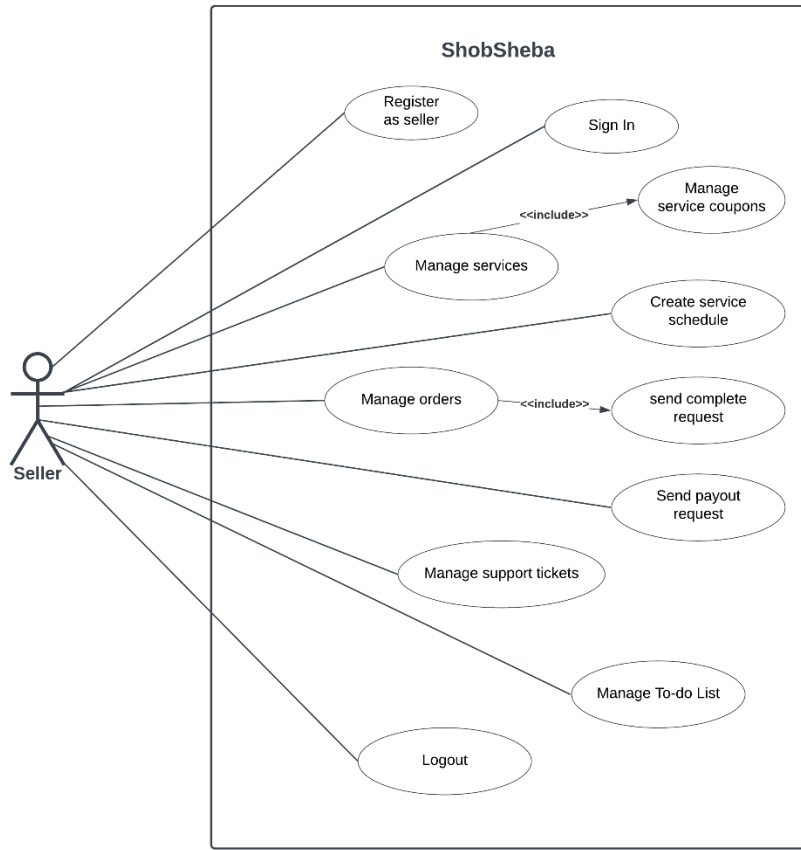 ShobSheba
Register
as seller
Sign In
Manage
service coupons
<<include>>
Manage services
Create service
schedule
Manage orders
<<include>>
send complete
request
Seller
Send payout
request
Manage support tickets
Manage To-do List
Logout